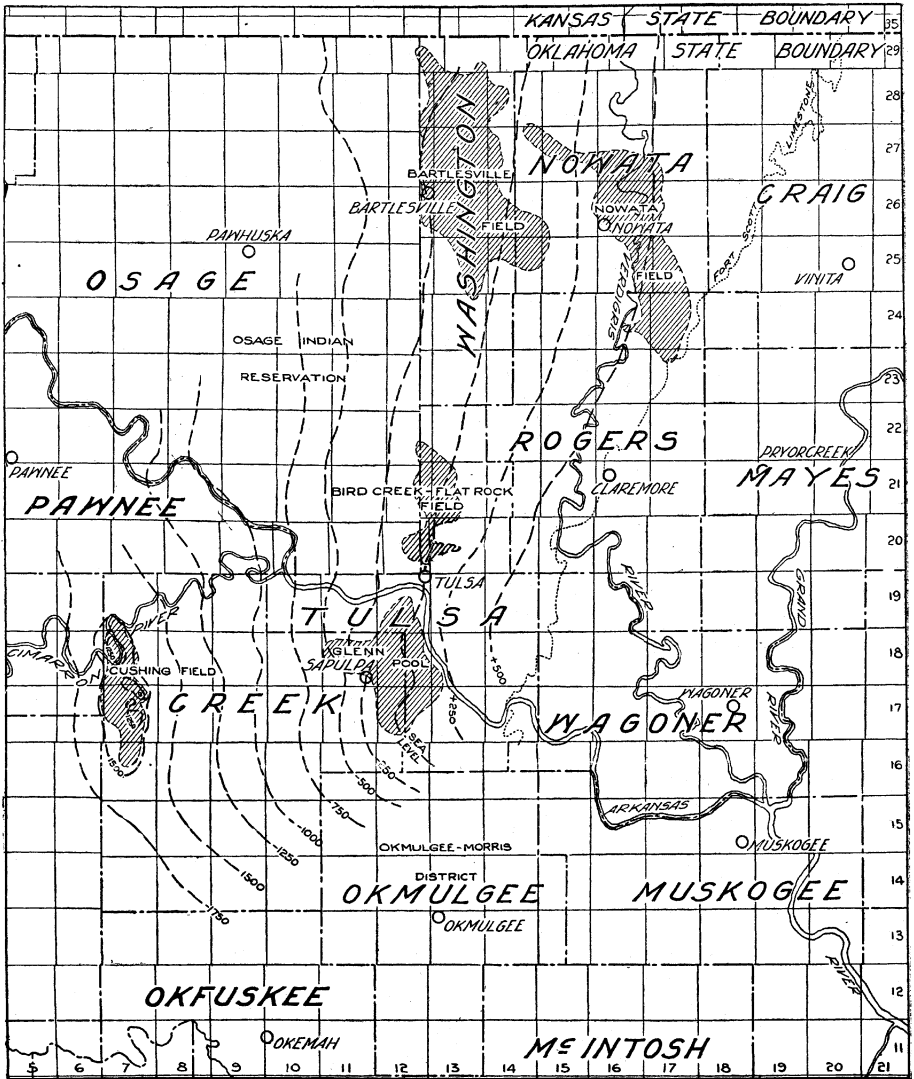 KANSAS STATE BOUNDARY 35
OKLAHOMA STATE BOUNDARY 29
28
LIMESTONE
27
WASHINGTON
NOWATA
BARTLESVILLE
CRAIG
BARTLESVILLE
NOWATA
26
FIELD
NOWATA
PAWHUSKA
FORT SCOTT
25
OSAGE
FIELD
VINITA
VERDIGRIS
24
OSAGE INDIAN
RESERVATION
23
ROGERS
22
PAWNEE
PRYORCREEK
BIRD CREEK-FLAT ROCK
CLAREMORE
MAYES
21
PAWNEE
FIELD
20
TULSA
RIVER
GRAND
19
RIVER
TULSA
CIMARRON
GLENN
18
CUSHING FIELD
SAPULPA
POOL
+500
WAGONER
CREEK
+250
RIVER
17
WAGONER
SEA
LEVEL
1500
-250
16
-500
-750
ARKANSAS
-1000
15
-1250
OKMULGEE-MORRIS
MUSKOGEE
-1500
DISTRICT
14
OKMULGEE
MUSKOGEE
-1750
OKMULGEE
13
RIVER
OKFUSKEE
12
OKEMAH
McINTOSH
11
5 6 7 8 9 10 11 12 13 14 15 16 17 18 19 20 21